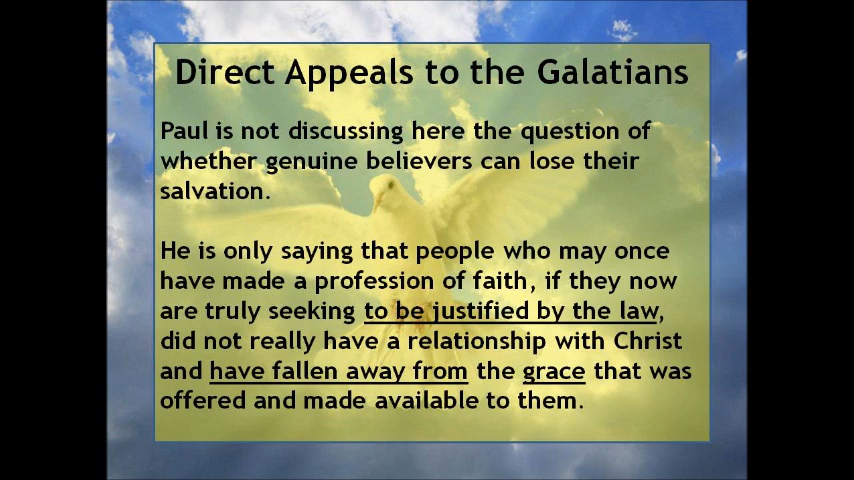 Direct Appeals to the Galatians
Paul is not discussing here the question of
whether genuine believers can lose their
salvation.
He is only saying that people who may once
have made a profession of faith, if they now
are truly seeking to be justified by the law,
did not really have a relationship with Christ
and have fallen away from the grace that was
offered and made available to them.